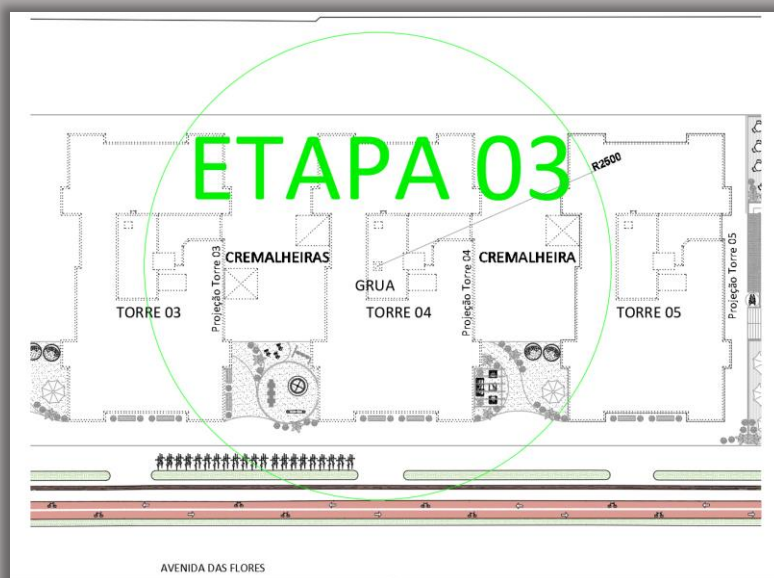 ETAPA 03
R2500
CREMALHEIRAS
CREMALHEIRA
GRUA
TORRE 03
Projeção Torre 03
TORRE 04
Projeção Torre 04
TORRE 05
Projeção Torre 05
AVENIDA DAS FLORES